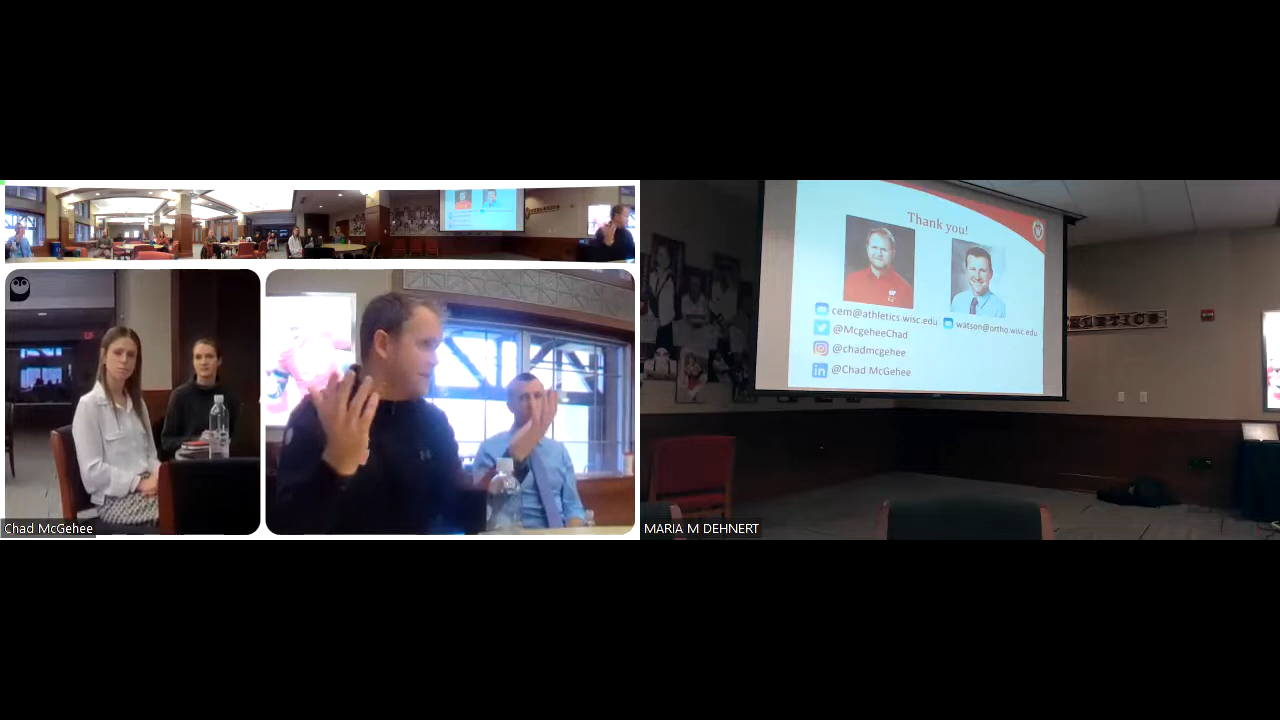 Chad McGehee
Thank you!
cem@athletics.wisc.edu
watson@ortho.wisc.edu
@McgeheeChad
@chadmcgehee
@Chad McGehee
MARIA M DEHNERT